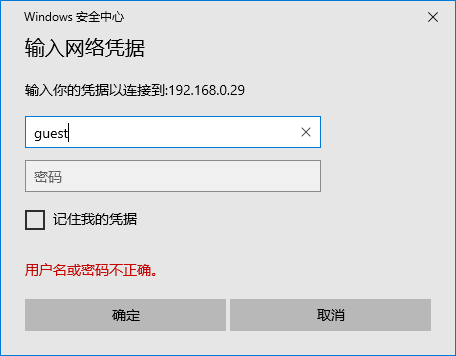 Windows 安全中心
输入网络凭据
输入你的凭据以连接到:192.168.0.29
guest
密码
记住我的凭据
用户名或密码不正确。
确定
取消